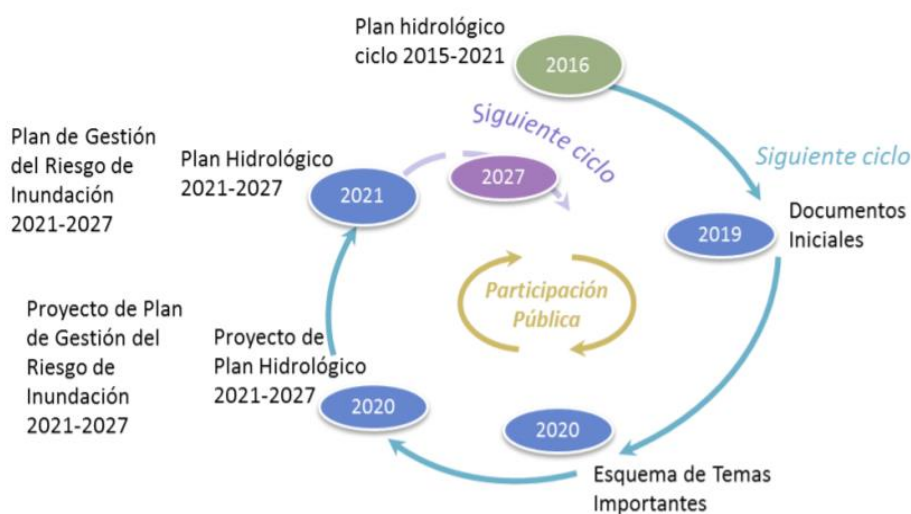 Plan hidrológico
ciclo 2015-2021
2016
Siguiente ciclo
Siguiente ciclo
Plan de Gestión
del Riesgo de
Inundación
2021-2027
Plan Hidrológico
2021-2027
2021
2027
2019
Documentos
Iniciales
Participación
Pública
Proyecto de Plan
de Gestión del
Riesgo de
Inundación
2021-2027
Proyecto de
Plan Hidrológico
2021-2027
2020
2020
Esquema de Temas
Importantes